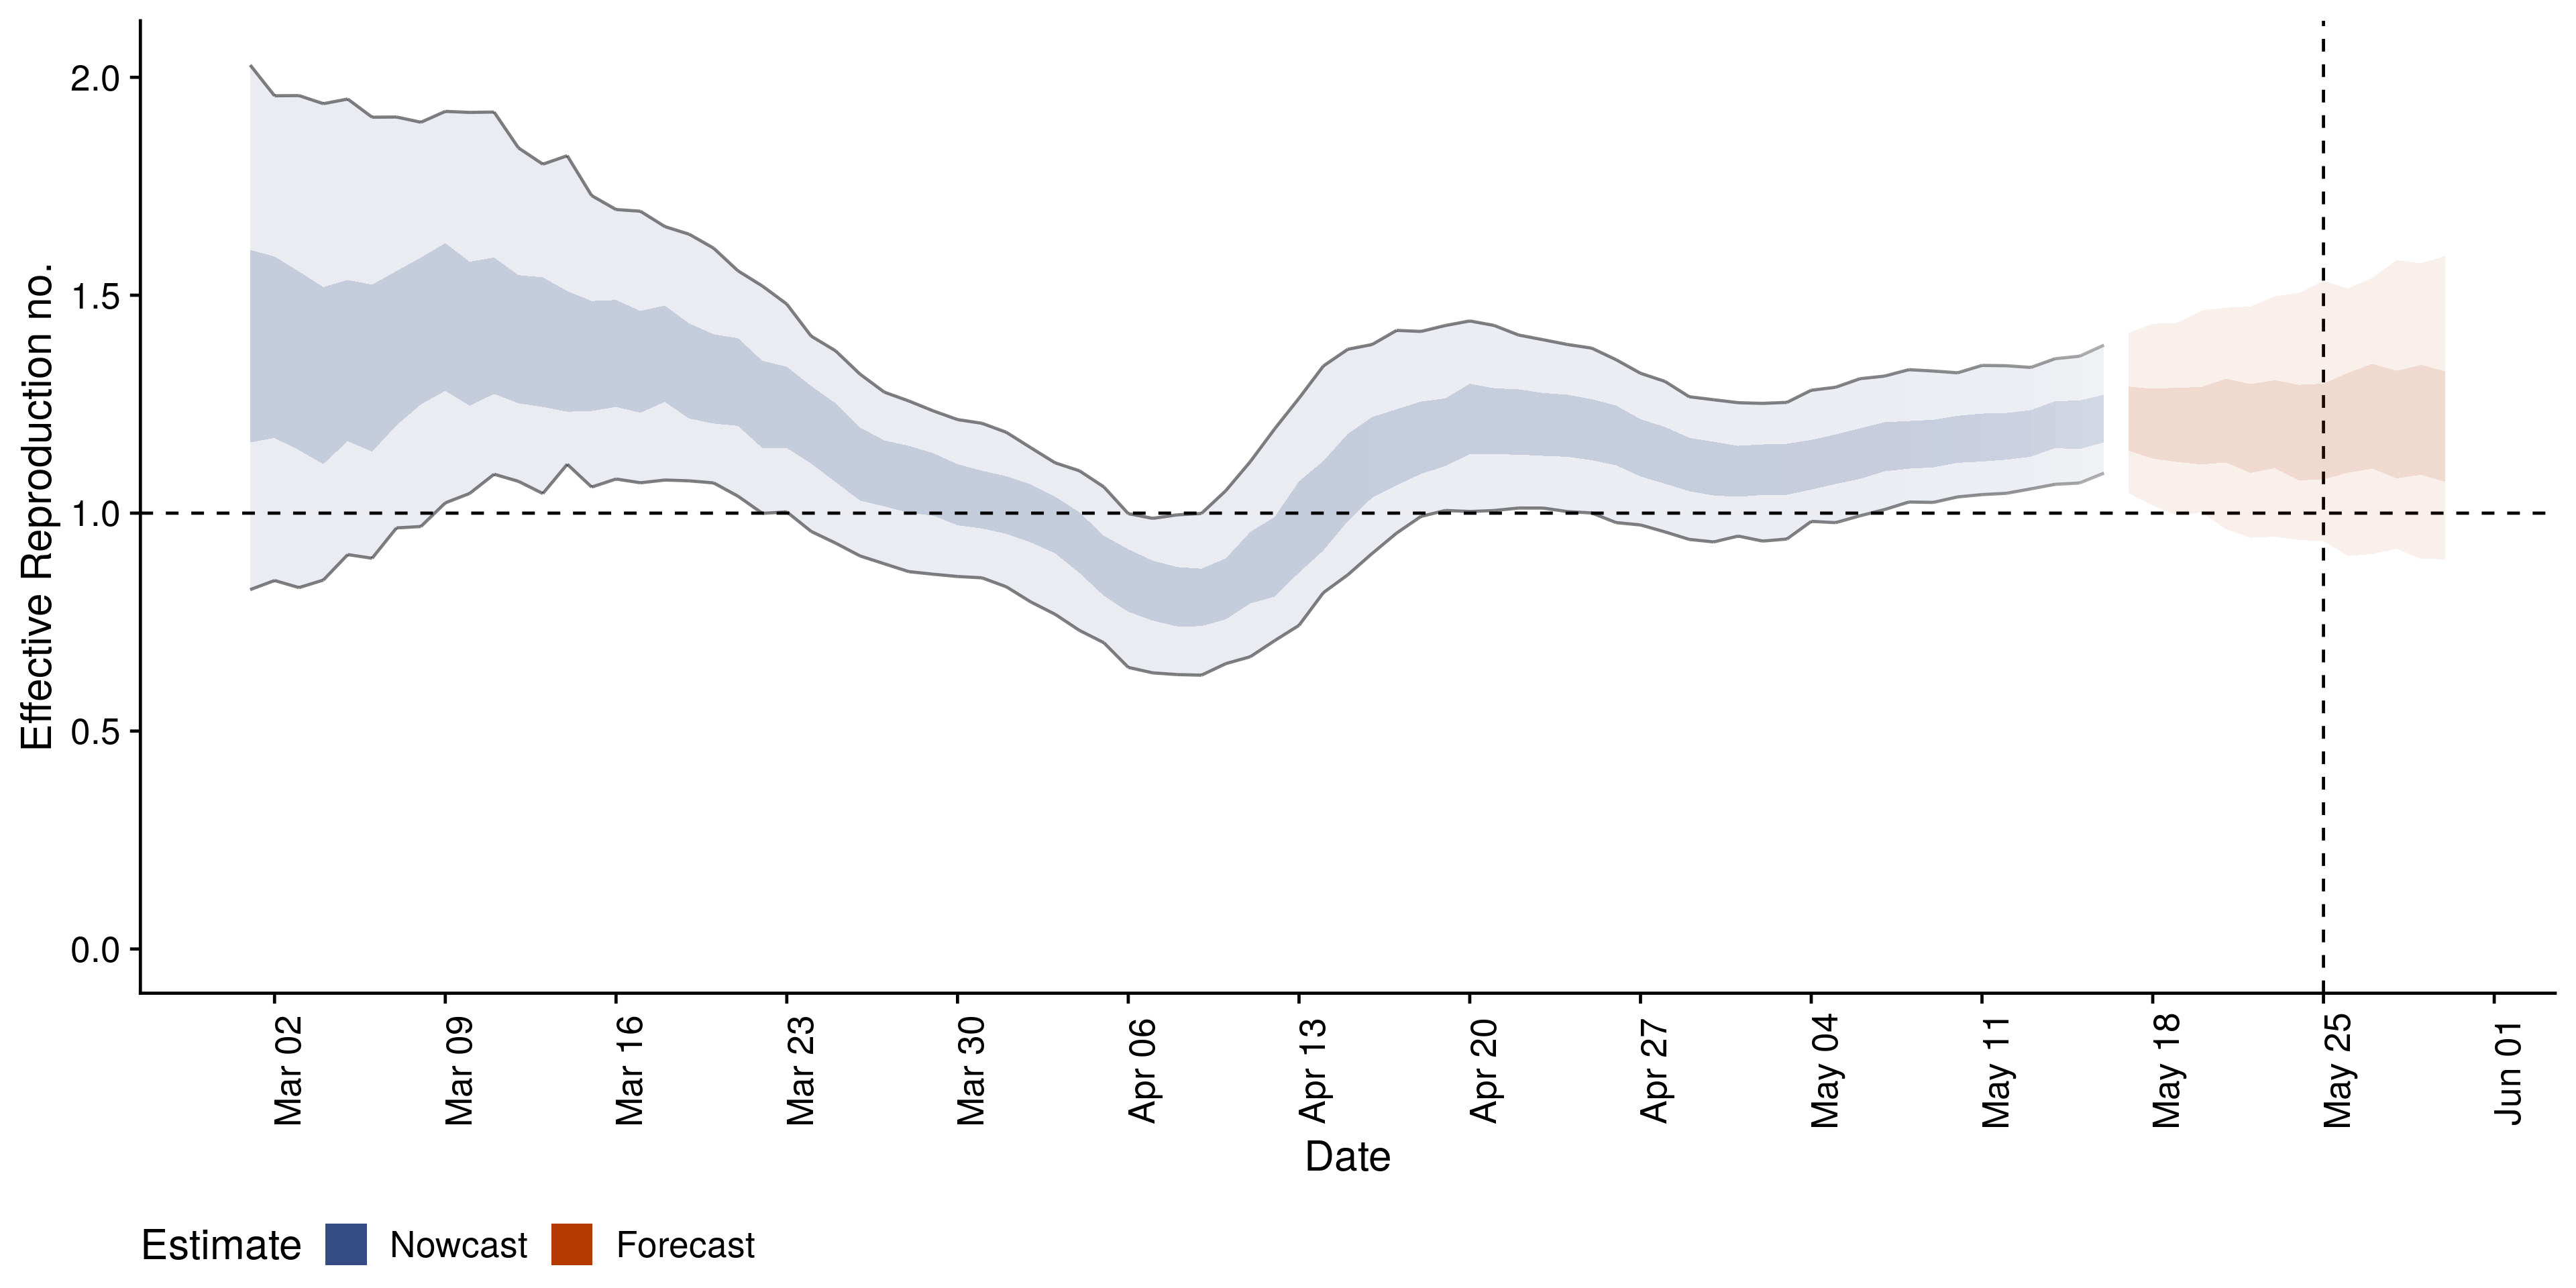 Effective Reproduction no.
2.0
1.5
1.0
0.5
0.0
Mar 02
Mar 09
Mar 16
Mar 23
Mar 30
Apr 06
Apr 13
Apr 20
Apr 27
May 04
May 11
May 18
May 25
Jun 01
Date
Estimate Nowcast Forecast